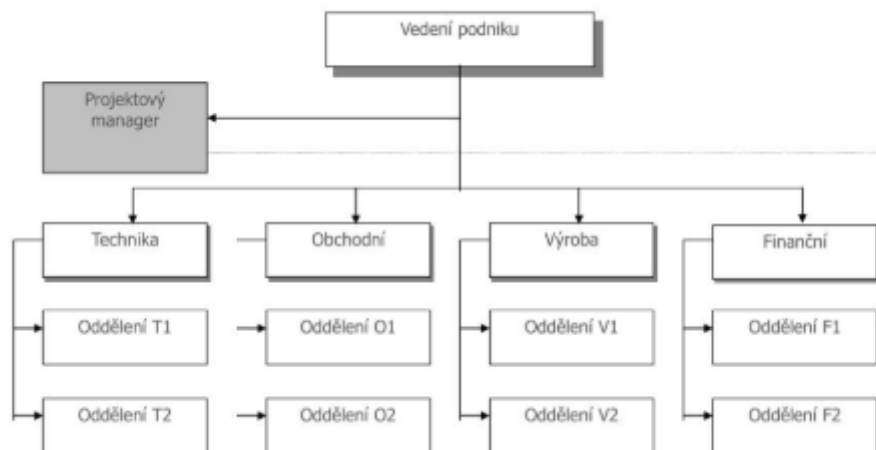 Vedení podniku
Projektový
manager
Technika
Obchodní
Výroba
Finanční
Oddělení T1
Oddělení O1
Oddělení V1
Oddělení F1
Oddělení T2
Oddělení O2
Oddělení V2
Oddělení F2